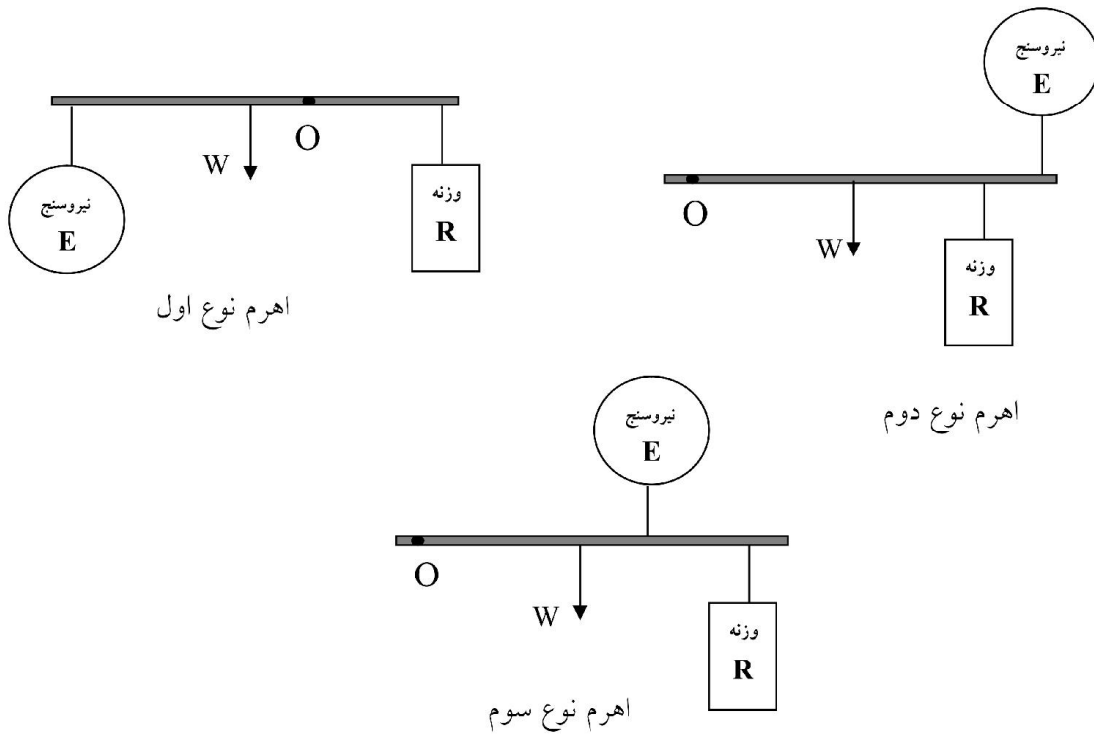 نیروسنج
E
O
W
وزنه
R
اهرم نوع اول
نیروسنج
E
O
W
وزنه
R
اهرم نوع دوم
نیروسنج
E
O
W
وزنه
R
اهرم نوع سوم